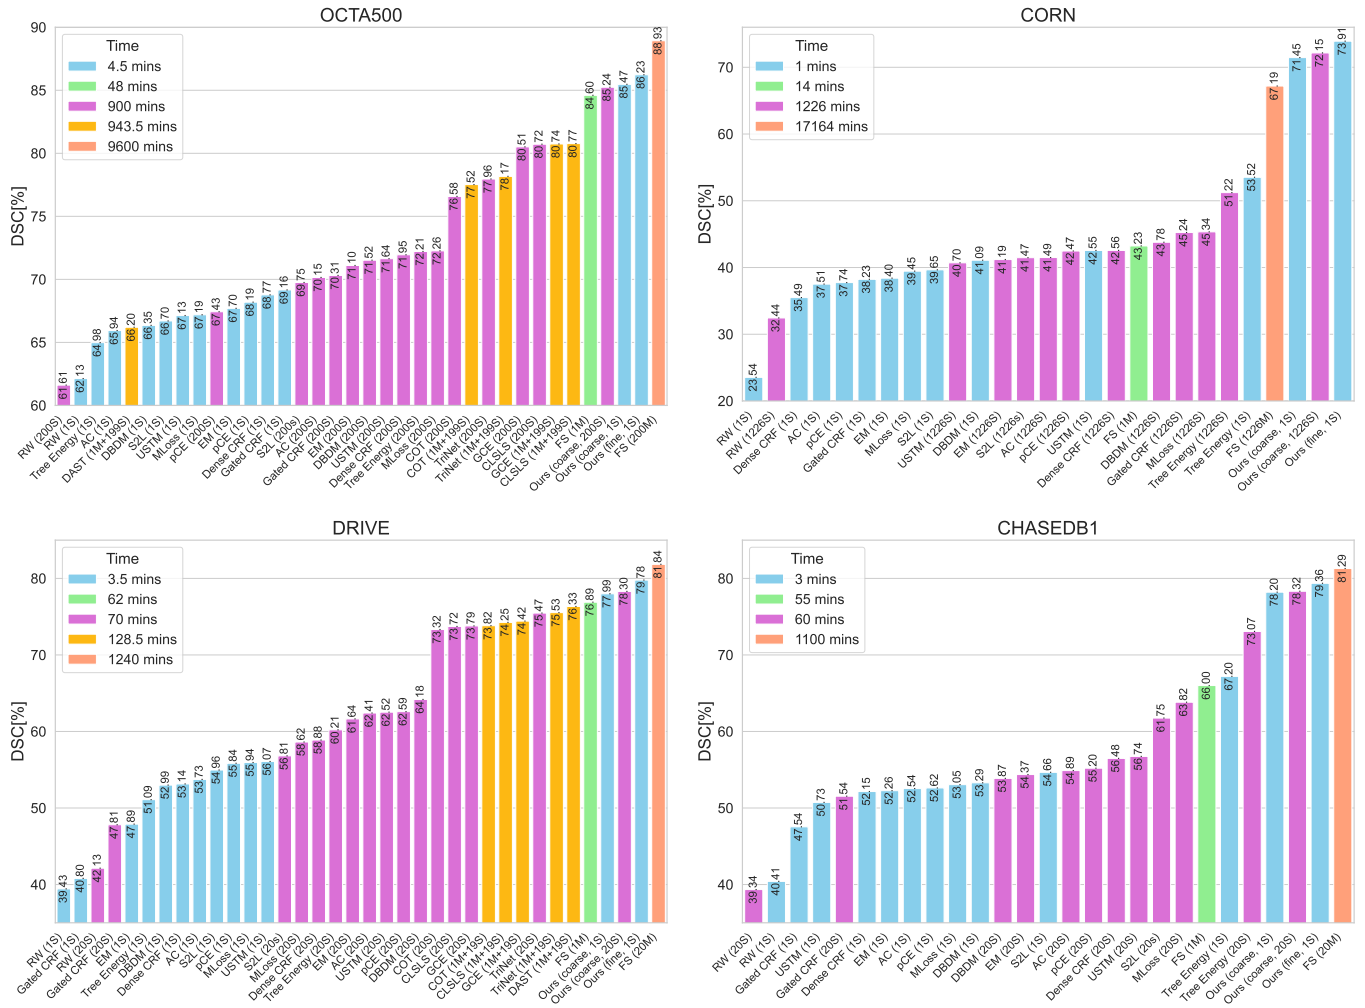 OCTA500
Time
4.5 mins
48 mins
900 mins
943.5 mins
9600 mins
DSC[%]
90
85
80
75
70
65
60
61.61
62.13
64.98
65.94
66.20
66.35
66.70
67.13
67.19
67.43
67.70
68.19
68.77
69.16
69.75
70.15
70.31
71.10
71.52
71.64
71.95
72.21
72.26
76.58
77.52
77.96
78.17
80.51
80.72
80.74
80.77
84.60
85.24
85.47
86.23
88.93
RW (200S)
RW (1S)
Tree Energy (1S)
AC (1S)
DAST (1M+199S)
DBDM (1S)
S2L (1S)
USTM (1S)
MLoss (1S)
pCE (200S)
EM (1S)
pCE (1S)
Dense CRF (1S)
Gated CRF (1S)
S2L (200s)
AC (200S)
Gated CRF (200S)
EM (200S)
DBDM (200S)
USTM (200S)
Dense CRF (200S)
Tree Energy (200S)
MLoss (200S)
COT (200S)
COT (1M+199S)
TriNet (200S)
TriNet (1M+199S)
GCE (200S)
CLSLS (200S)
GCE (1M+199S)
CLSLS (1M+199S)
FS (1M)
Ours (coarse, 200S)
Ours (coarse, 1S)
Ours (fine, 1S)
FS (200M)
CORN
Time
1 mins
14 mins
1226 mins
17164 mins
DSC[%]
70
60
50
40
30
20
23.54
32.44
35.49
37.51
37.74
38.23
38.40
39.45
39.65
40.70
41.09
41.19
41.47
41.49
42.47
42.55
42.56
43.23
43.78
45.24
45.34
51.22
53.52
67.19
71.45
72.15
73.91
RW (1S)
RW (1226S)
Dense CRF (1S)
AC (1S)
pCE (1S)
Gated CRF (1S)
EM (1S)
MLoss (1S)
S2L (1S)
USTM (1226S)
DBDM (1S)
EM (1226S)
S2L (1226s)
AC (1226S)
pCE (1226S)
USTM (1S)
Dense CRF (1226S)
FS (1M)
DBDM (1226S)
Gated CRF (1226S)
MLoss (1226S)
Tree Energy (1226S)
Tree Energy (1S)
FS (1226M)
Ours (coarse, 1S)
Ours (coarse, 1226S)
Ours (fine, 1S)
DRIVE
Time
3.5 mins
62 mins
70 mins
128.5 mins
1240 mins
DSC[%]
80
70
60
50
40
39.43
40.80
42.13
47.81
47.89
51.09
52.99
53.14
53.73
54.96
55.84
55.94
56.07
56.81
58.62
58.88
60.21
61.64
62.41
62.52
62.59
64.18
73.32
73.72
73.79
73.82
74.25
74.42
75.47
75.53
76.33
76.89
77.99
78.30
79.78
81.84
RW (1S)
Gated CRF (1S)
RW (20S)
Gated CRF (20S)
EM (1S)
Tree Energy (1S)
DBDM (1S)
Dense CRF (1S)
AC (1S)
S2L (1S)
pCE (1S)
MLoss (1S)
USTM (1S)
S2L (20s)
MLoss (20S)
Dense CRF (20S)
Tree Energy (20S)
EM (20S)
AC (20S)
USTM (20S)
pCE (20S)
DBDM (20S)
COT (20S)
CLSLS (20S)
GCE (20S)
COT (1M+19S)
CLSLS (1M+19S)
GCE (1M+19S)
TriNet (20S)
TriNet (1M+19S)
DAST (1M+19S)
FS (1M)
Ours (coarse, 1S)
Ours (coarse, 20S)
Ours (fine, 1S)
FS (20M)
CHASEDB1
Time
3 mins
55 mins
60 mins
1100 mins
DSC[%]
80
70
60
50
40
39.34
40.41
47.54
50.73
51.54
52.15
52.26
52.54
52.62
53.05
53.29
53.87
54.37
54.66
54.89
55.20
56.48
56.74
61.75
63.82
66.00
67.20
73.07
78.20
78.32
79.36
81.29
RW (20S)
RW (1S)
Gated CRF (1S)
USTM (1S)
Gated CRF (20S)
Dense CRF (1S)
EM (1S)
AC (1S)
pCE (1S)
MLoss (1S)
DBDM (1S)
DBDM (20S)
EM (20S)
S2L (1S)
AC (20S)
pCE (20S)
Dense CRF (20S)
USTM (20S)
S2L (20s)
MLoss (20S)
FS (1M)
Tree Energy (1S)
Tree Energy (20S)
Ours (coarse, 1S)
Ours (coarse, 20S)
Ours (fine, 1S)
FS (20M)